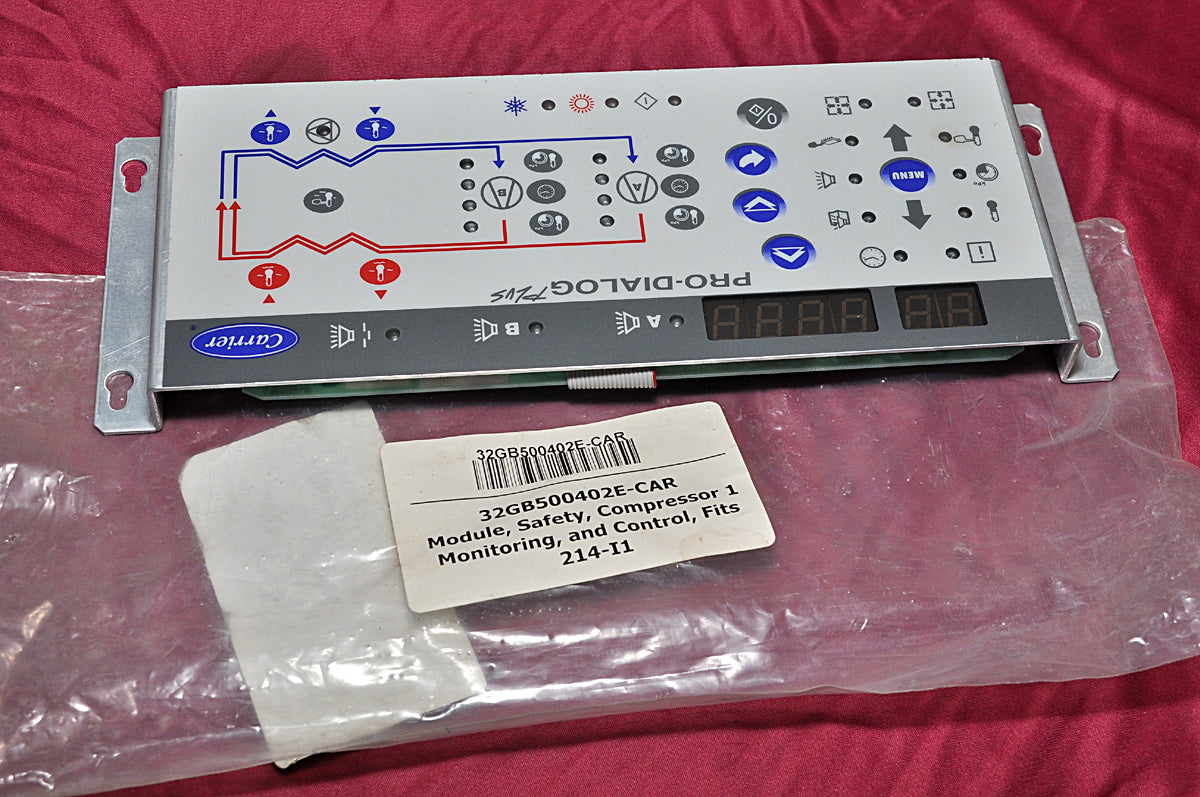 MENU
kPa
B
A
PRO-DIALOG
PLUS
Carrier
B
A
32GB500402E-CAR
32GB500402E-CAR
Module, Safety, Compressor 1
Monitoring, and Control, Fits
214-I1